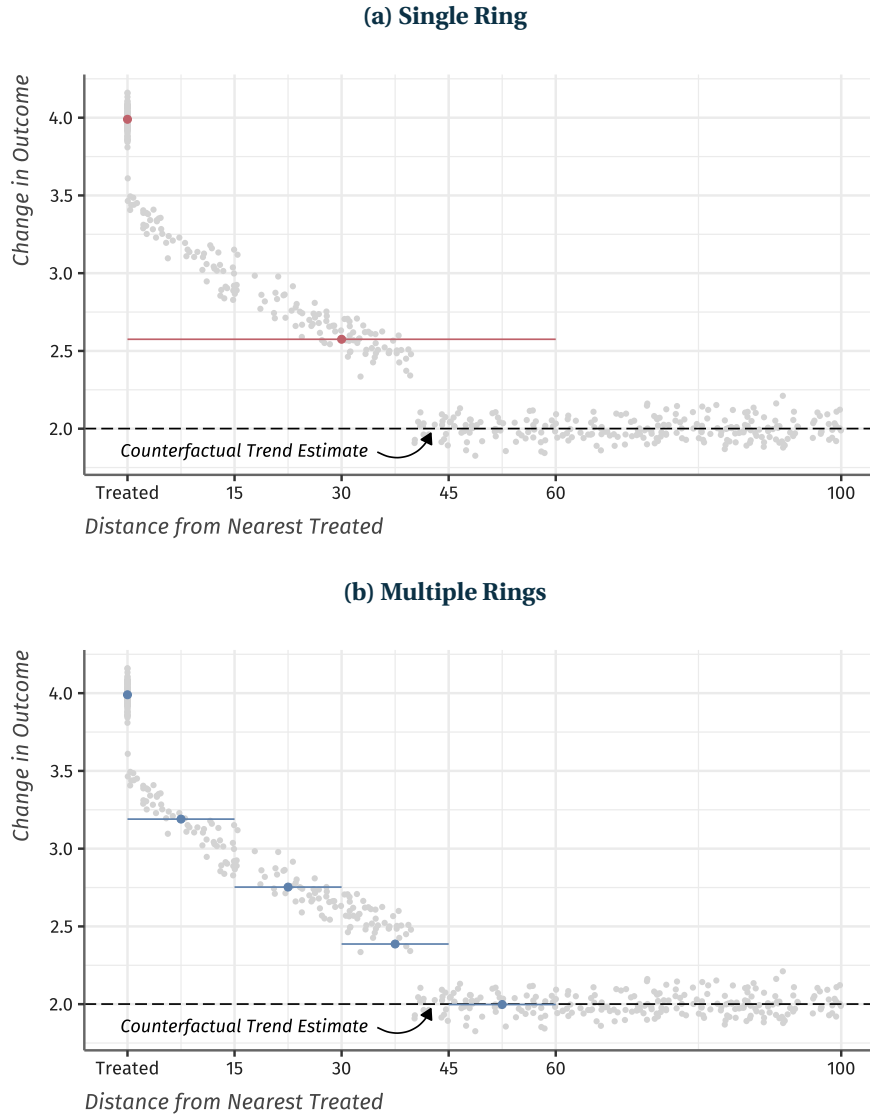 (a) Single Ring
Change in Outcome
4.0
3.5
3.0
2.5
2.0
Counterfactual Trend Estimate
Treated 15 30 45 60 100
Distance from Nearest Treated
(b) Multiple Rings
Change in Outcome
4.0
3.5
3.0
2.5
2.0
Counterfactual Trend Estimate
Treated 15 30 45 60 100
Distance from Nearest Treated